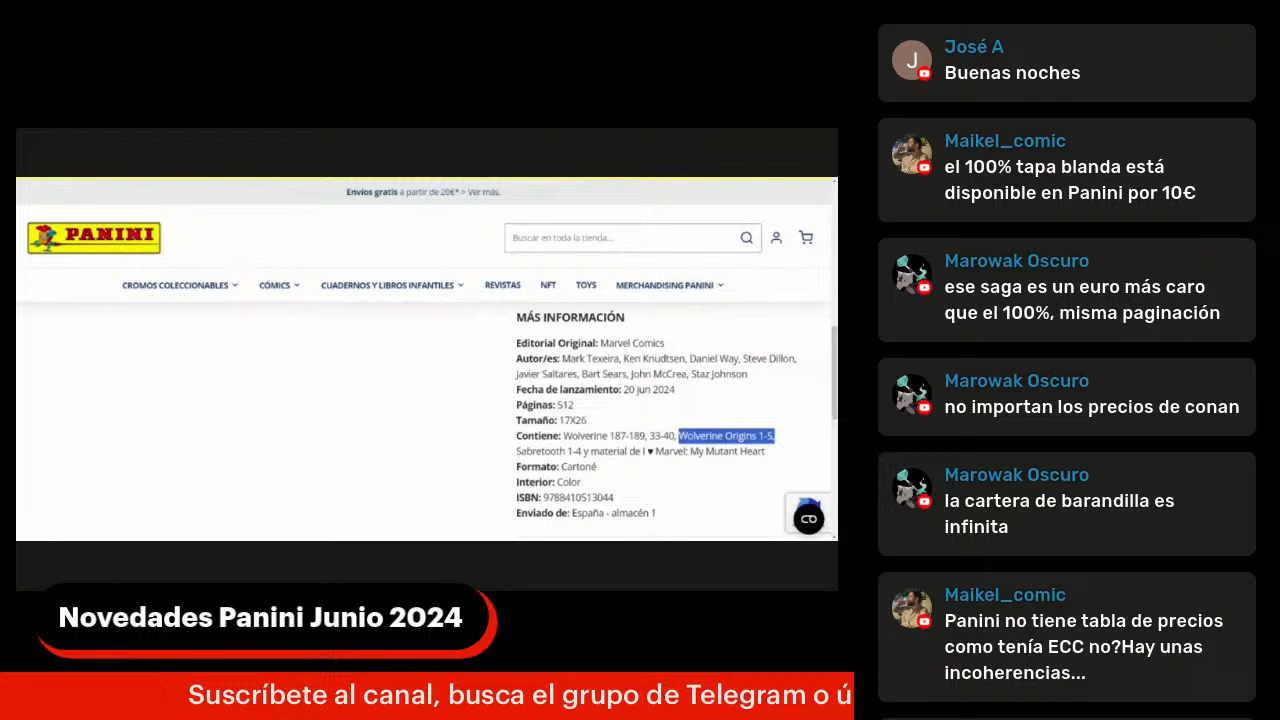 Envíos gratis a partir de 20€* > Ver más.
PANINI
Buscar en toda la tienda...
CROMOS COLECCIONABLES CÓMICS CUADERNOS Y LIBROS INFANTILES REVISTAS NFT TOYS MERCHANDISING PANINI
MÁS INFORMACIÓN
Editorial Original: Marvel Comics
Autor/es: Mark Texeira, Ken Knudtsen, Daniel Way, Steve Dillon,
Javier Saltares, Bart Sears, John McCrea, Staz Johnson
Fecha de lanzamiento: 20 jun 2024
Páginas: 512
Tamaño: 17X26
Contiene: Wolverine 187-189, 33-40, Wolverine Origins 1-5,
Sabretooth 1-4 y material de I ♥ Marvel: My Mutant Heart
Formato: Cartoné
Interior: Color
ISBN: 9788410513044
Enviado de: España - almacén 1
Novedades Panini Junio 2024
Suscríbete al canal, busca el grupo de Telegram o ú
J
José A
Buenas noches
Maikel_comic
el 100% tapa blanda está
disponible en Panini por 10€
Marowak Oscuro
ese saga es un euro más caro
que el 100%, misma paginación
Marowak Oscuro
no importan los precios de conan
Marowak Oscuro
la cartera de barandilla es
infinita
Maikel_comic
Panini no tiene tabla de precios
como tenía ECC no?Hay unas
incoherencias...